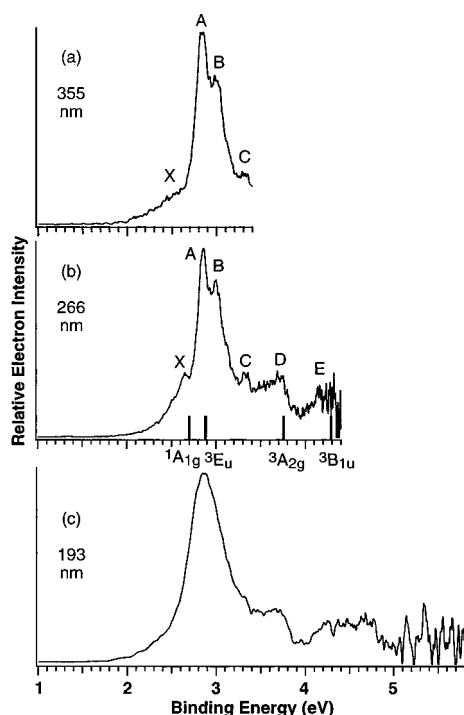 A
(a)
B
355
nm
C
X
A
(b)
B
266
nm
X
C
D
E
¹A₁g ³Eᵤ ³A₂g ³B₁ᵤ
(c)
193
nm
Relative Electron Intensity
1 2 3 4 5
Binding Energy (eV)